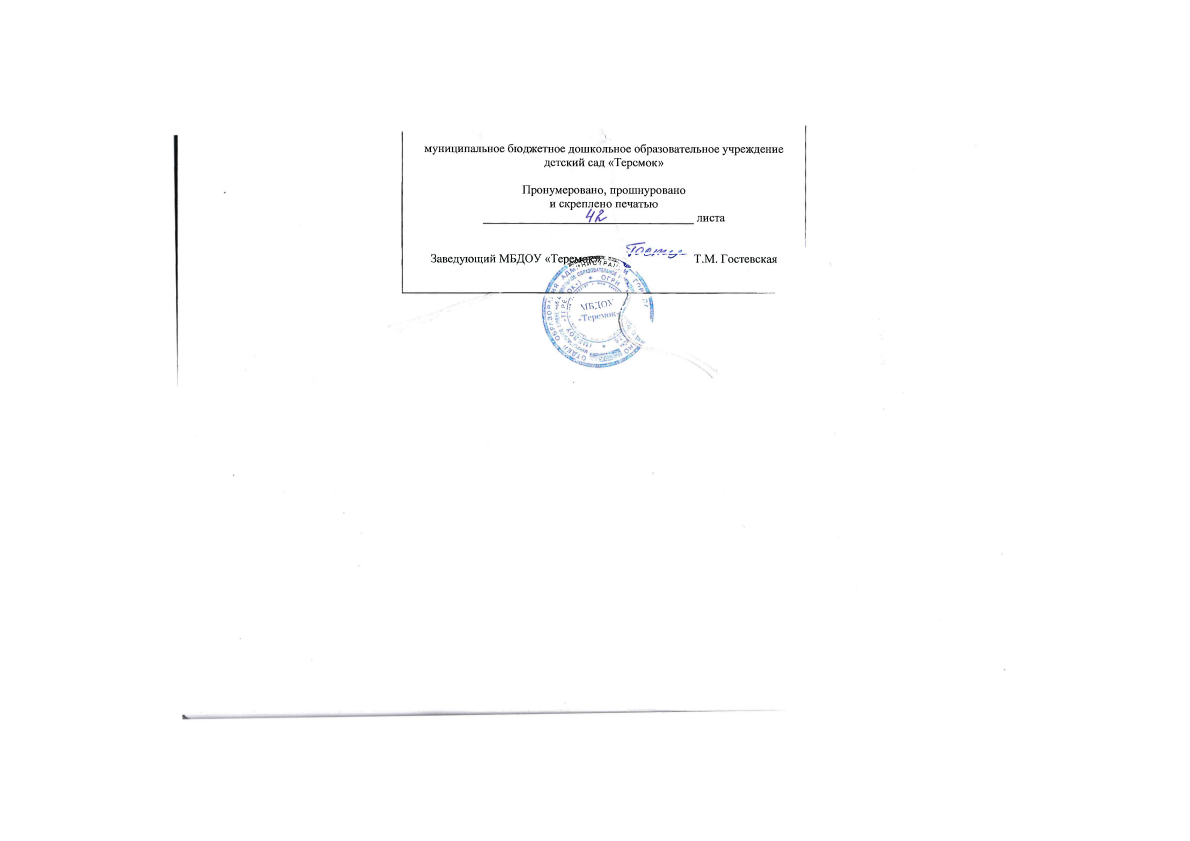 муниципальное бюджетное дошкольное образовательное учреждение
детский сад «Теремок»
Пронумеровано, прошнуровано
и скреплено печатью
42 листа
Заведующий МБДОУ «Теремок» Т.М. Гостевская
МБДОУ
«Теремок»